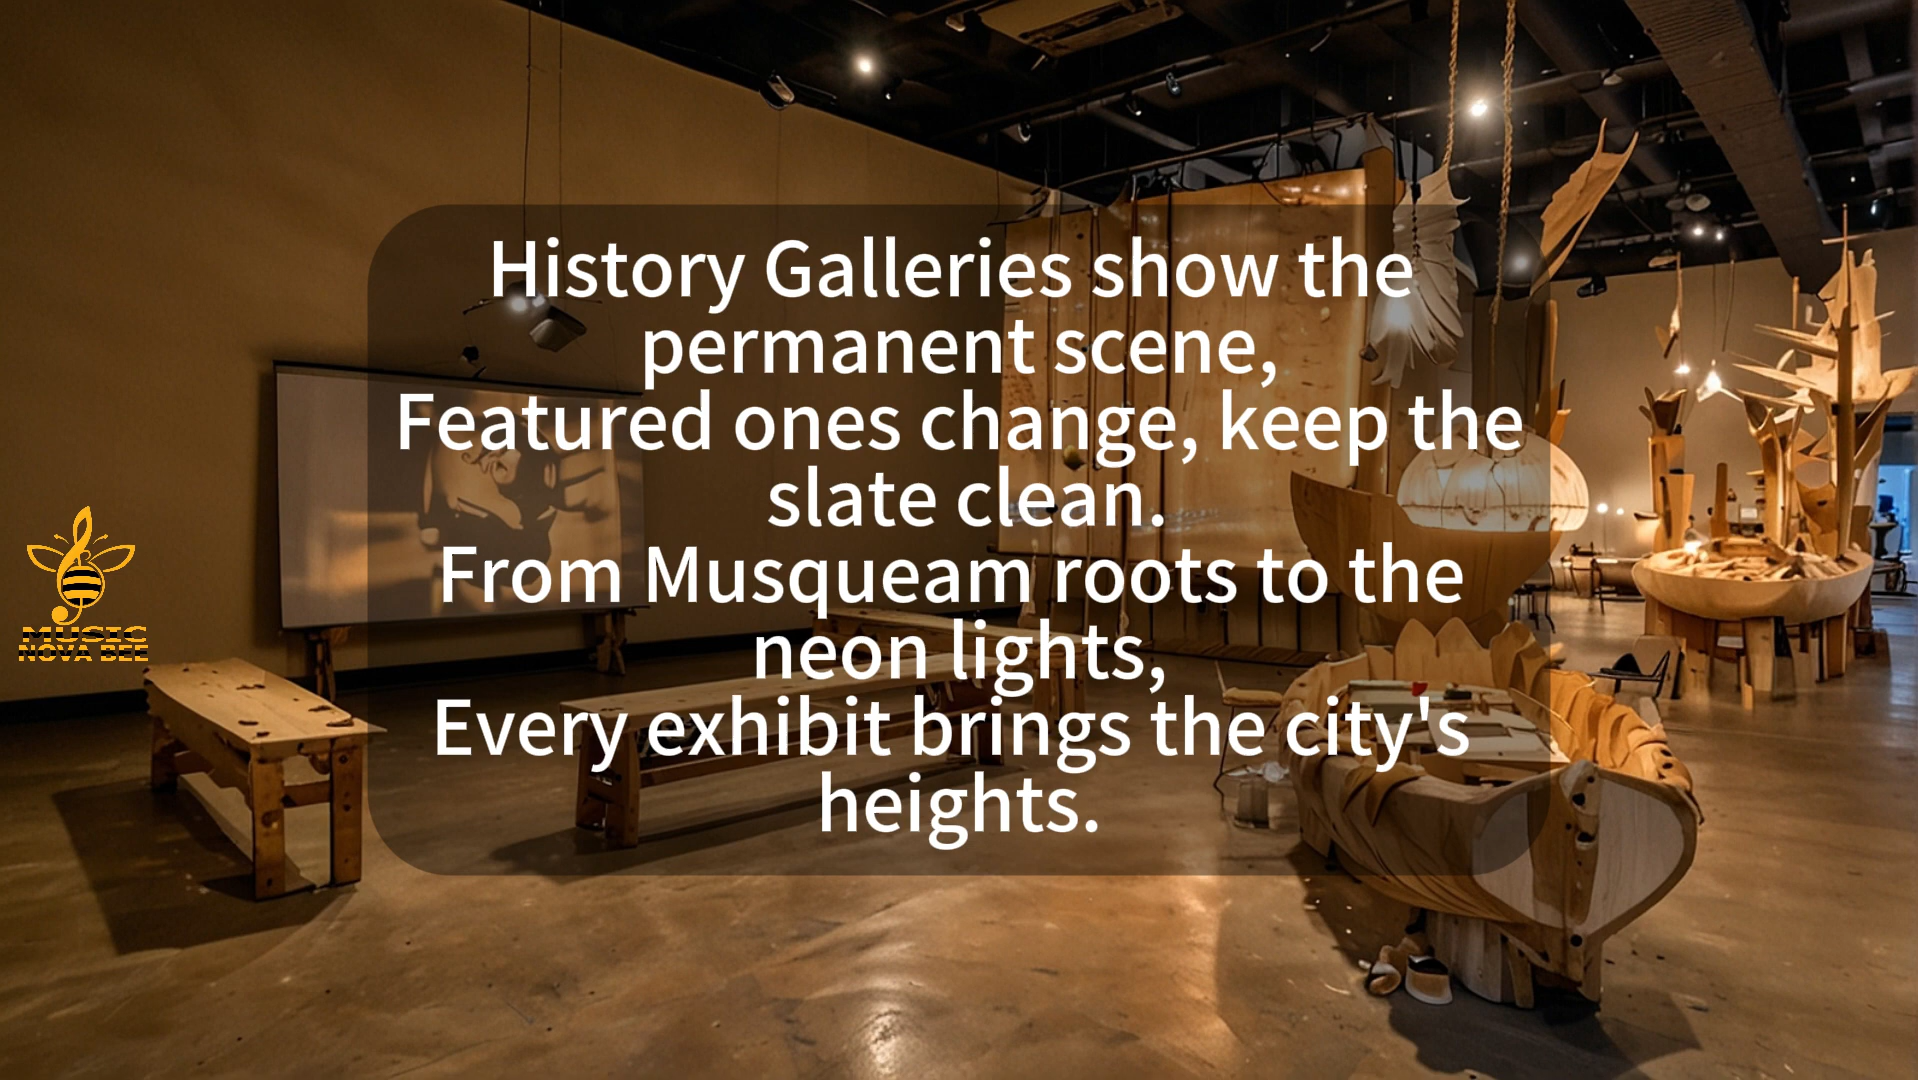 History Galleries show the
permanent scene,
Featured ones change, keep the
slate clean.
From Musqueam roots to the
neon lights,
Every exhibit brings the city's
heights.
MUSIC
NOVA BEE